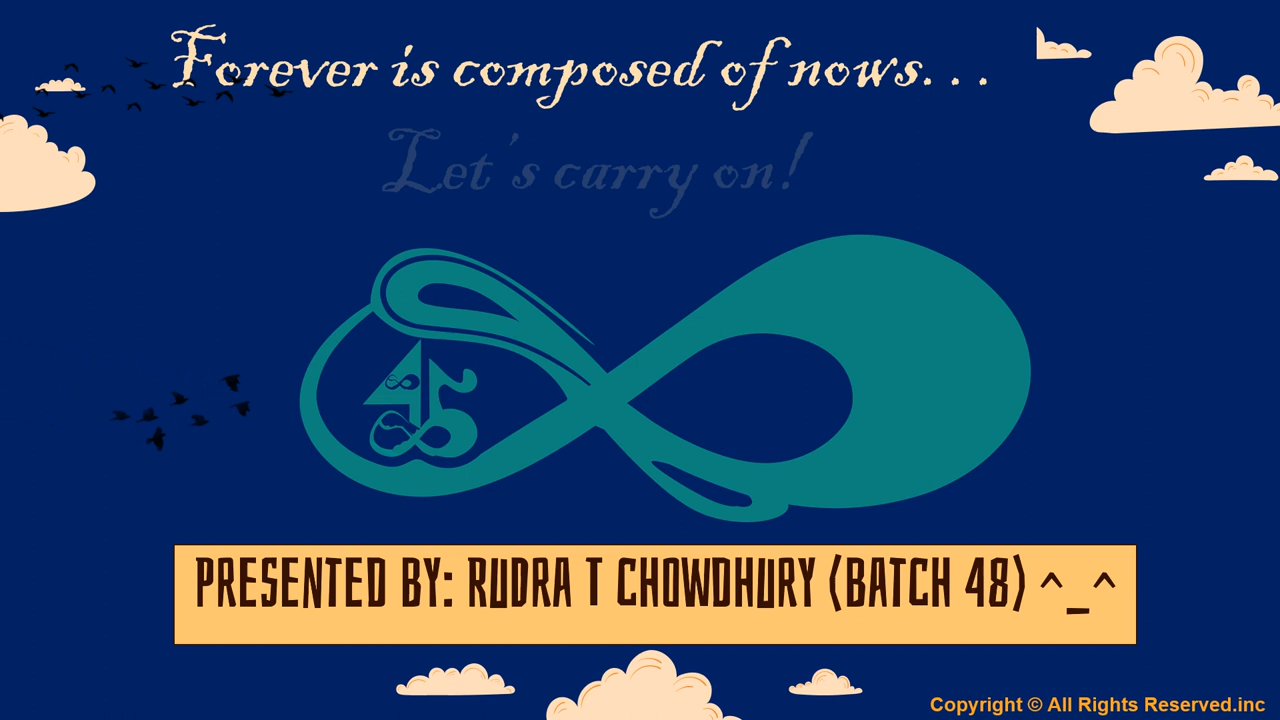 Forever is composed of nows. . .
Let's carry on!
45
PRESENTED BY: RUDRA T CHOWDHURY (BATCH 48) ^_^
Copyright © All Rights Reserved.inc